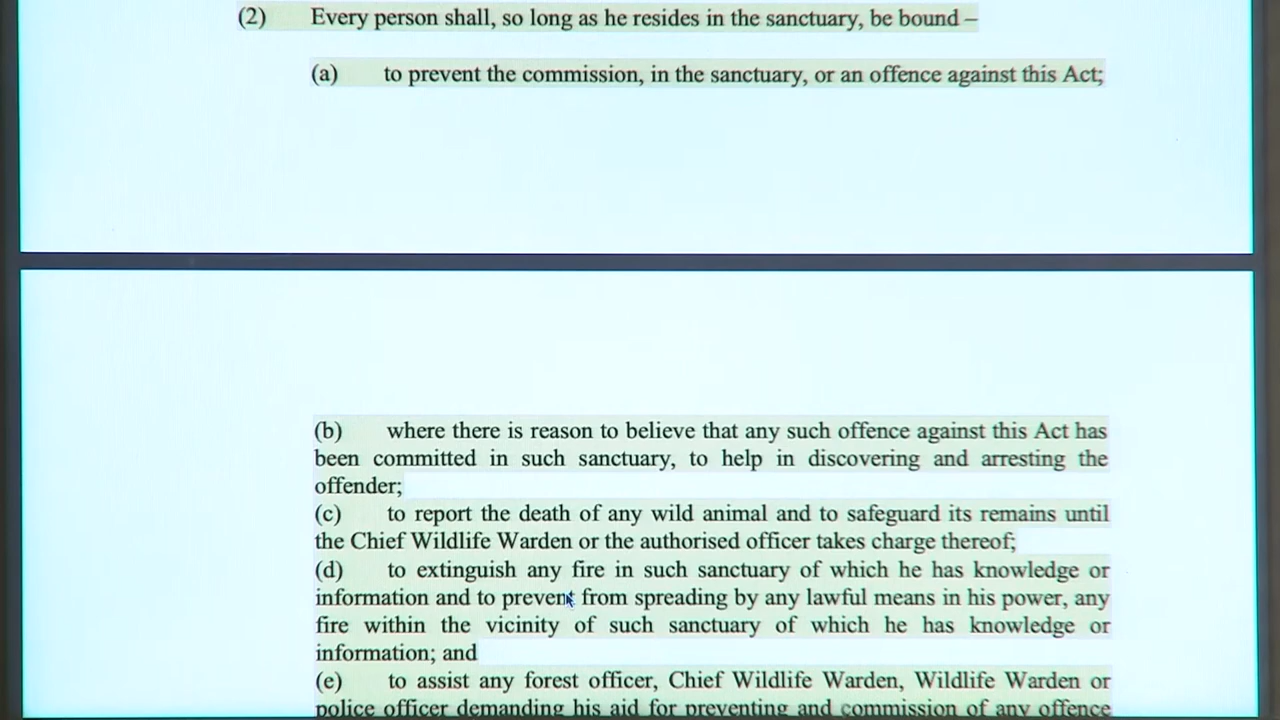 (2) Every person shall, so long as he resides in the sanctuary, be bound –
(a) to prevent the commission, in the sanctuary, or an offence against this Act;
(b) where there is reason to believe that any such offence against this Act has
been committed in such sanctuary, to help in discovering and arresting the
offender;
(c) to report the death of any wild animal and to safeguard its remains until
the Chief Wildlife Warden or the authorised officer takes charge thereof;
(d) to extinguish any fire in such sanctuary of which he has knowledge or
information and to prevent from spreading by any lawful means in his power, any
fire within the vicinity of such sanctuary of which he has knowledge or
information; and
(e) to assist any forest officer, Chief Wildlife Warden, Wildlife Warden or
police officer demanding his aid for preventing and commission of any offence